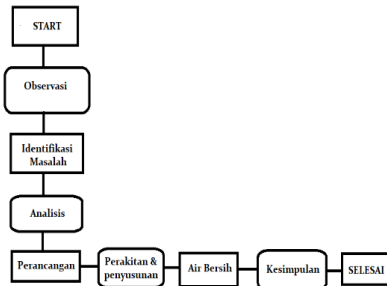 START
Observasi
Identifikasi
Masalah
Analisis
Perancangan
Perakitan &
penyusunan
Air Bersih
Kesimpulan
SELESAI